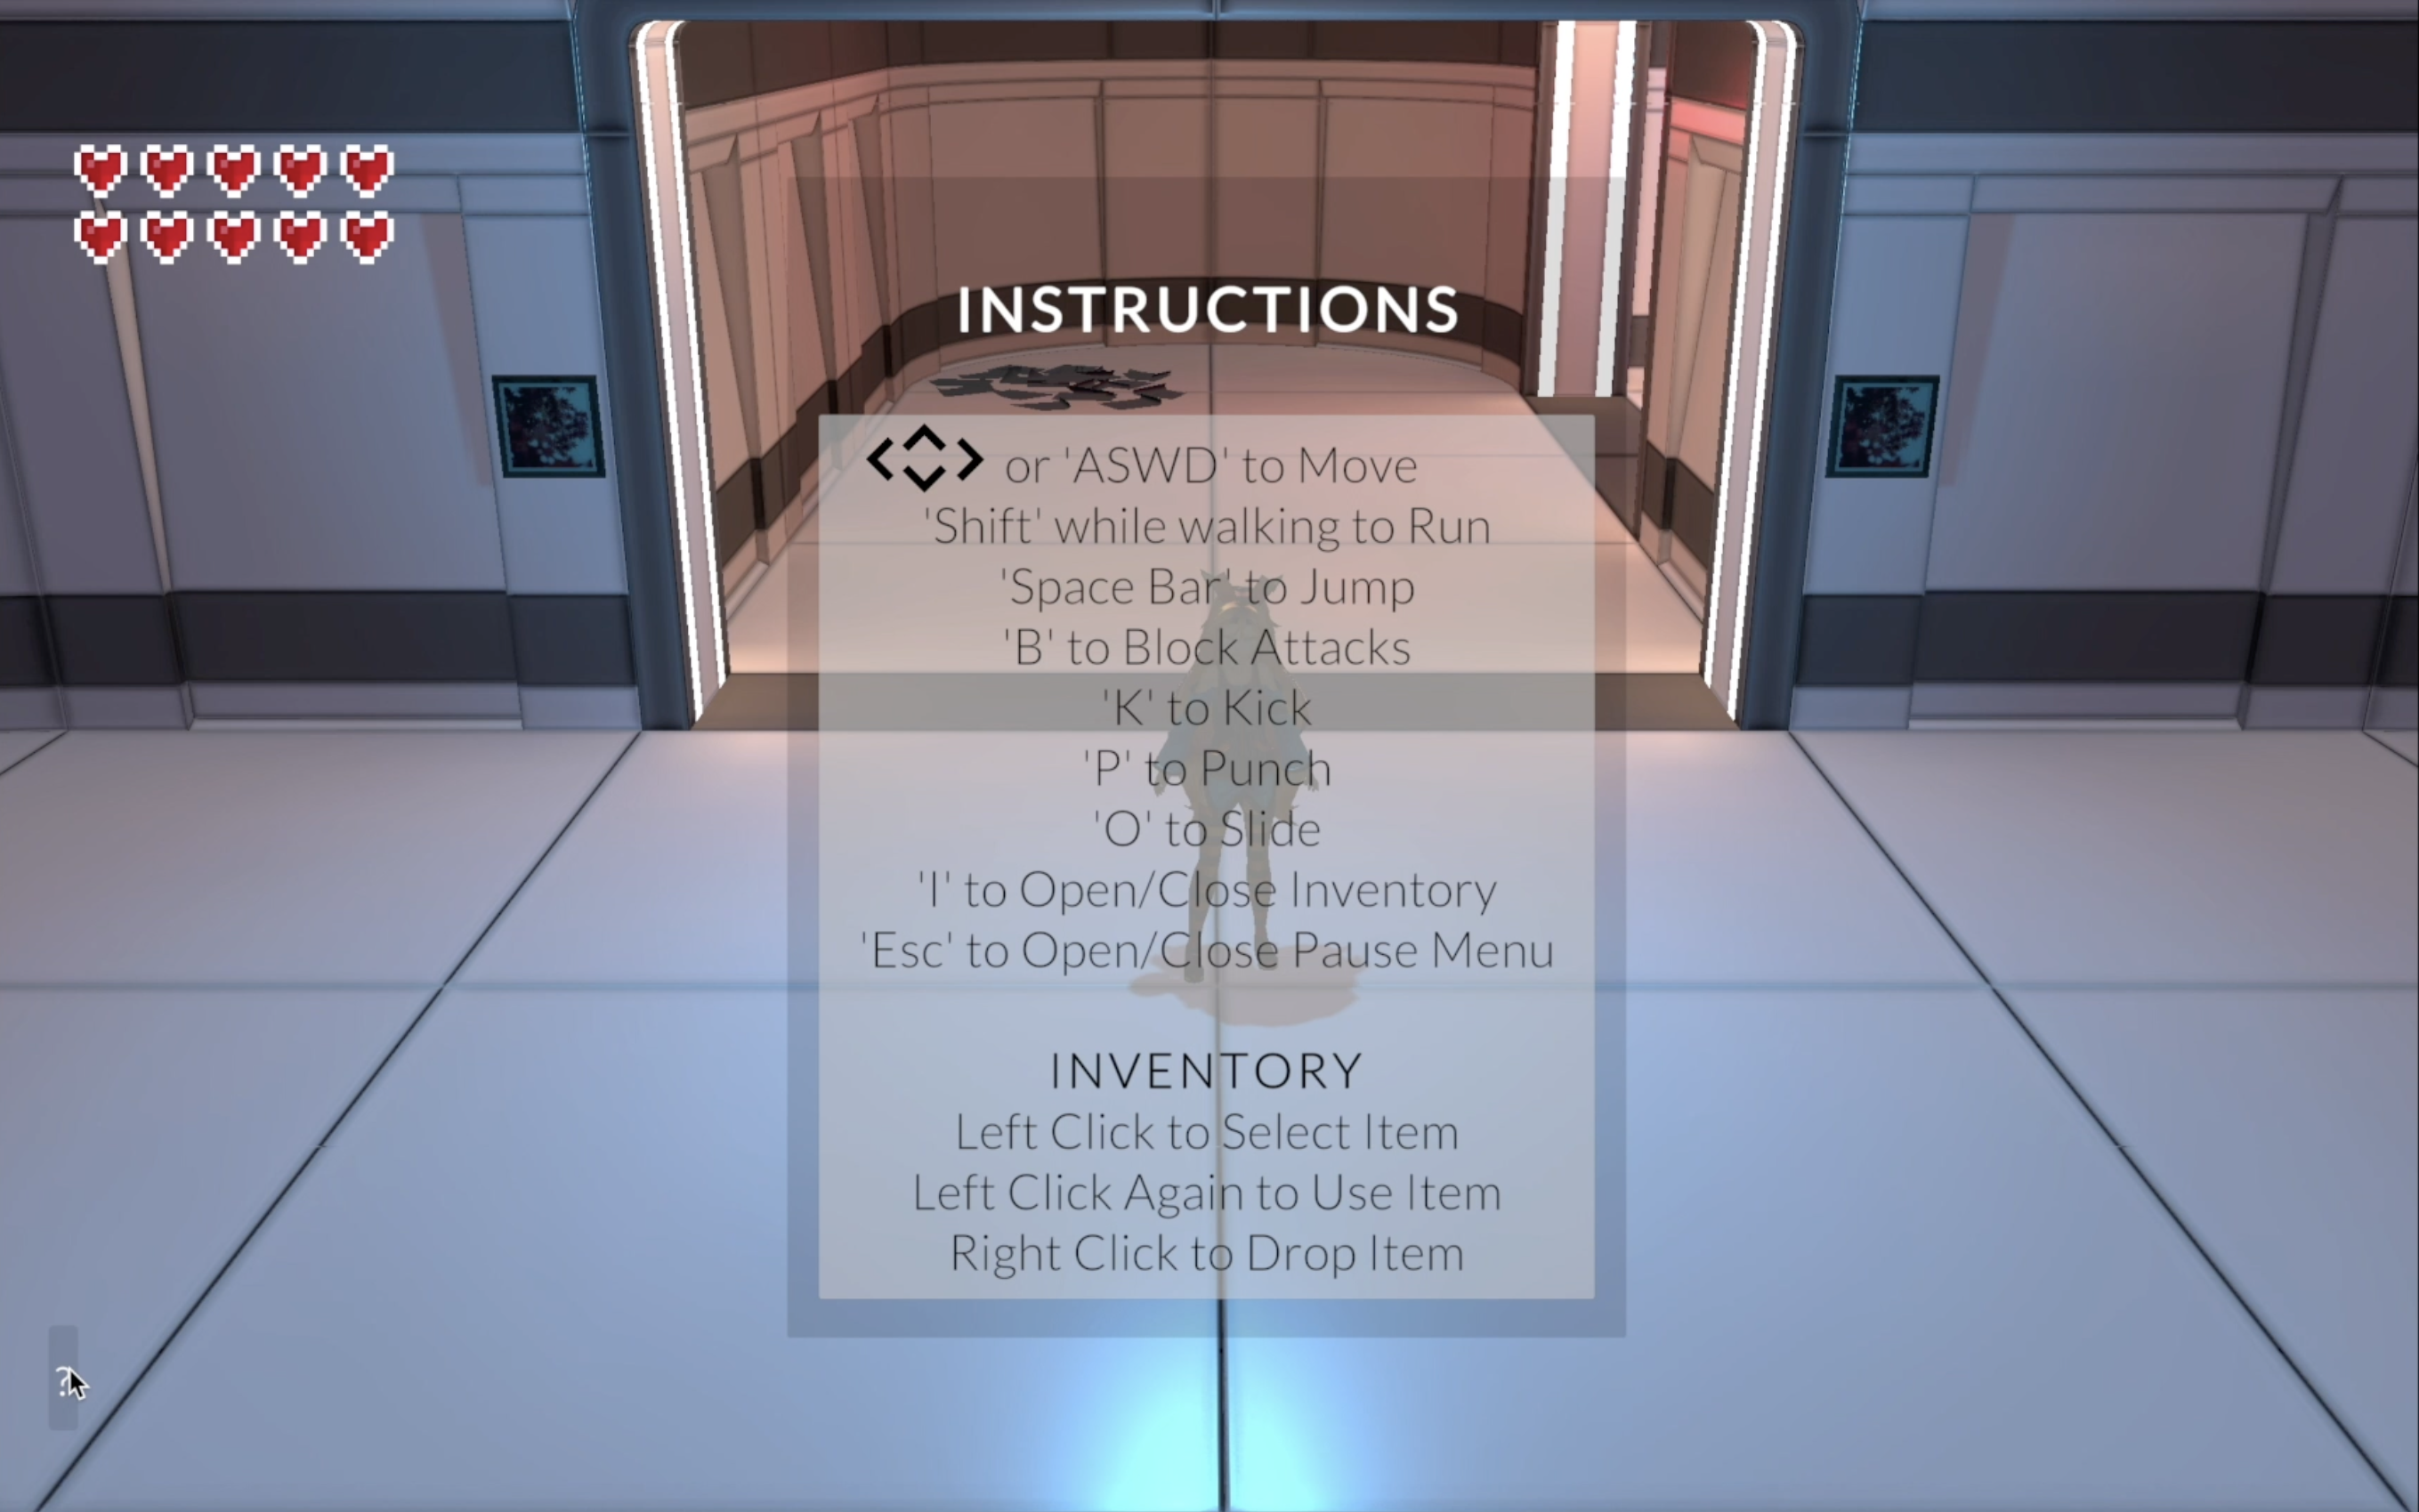 INSTRUCTIONS
or 'ASWD' to Move
'Shift' while walking to Run
'Space Bar' to Jump
'B' to Block Attacks
'K' to Kick
'P' to Punch
'O' to Slide
'I' to Open/Close Inventory
'Esc' to Open/Close Pause Menu
INVENTORY
Left Click to Select Item
Left Click Again to Use Item
Right Click to Drop Item
?